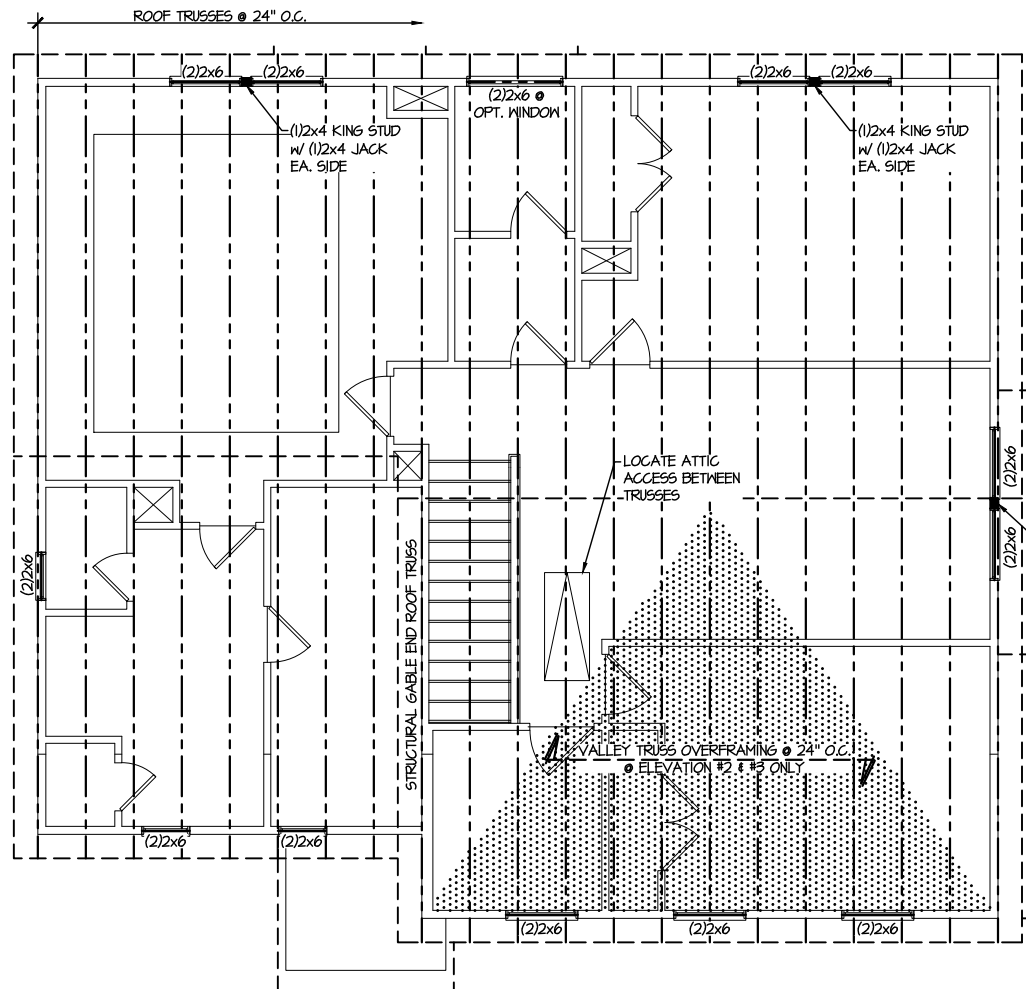 ROOF TRUSSES @ 24" O.C.
(2)2x6
(2)2x6
(2)2x6 @
OPT. WINDOW
(2)2x6
(2)2x6
(1)2x4 KING STUD
w/ (1)2x4 JACK
EA. SIDE
(1)2x4 KING STUD
w/ (1)2x4 JACK
EA. SIDE
LOCATE ATTIC
ACCESS BETWEEN
TRUSSES
(2)2x6
(2)2x6
(2)2x6
STRUCTURAL GABLE END ROOF TRUSS
VALLEY TRUSS OVERFRAMING @ 24" O.C.
@ ELEVATION #2 & #3 ONLY
(2)2x6
(2)2x6
(2)2x6
(2)2x6
(2)2x6